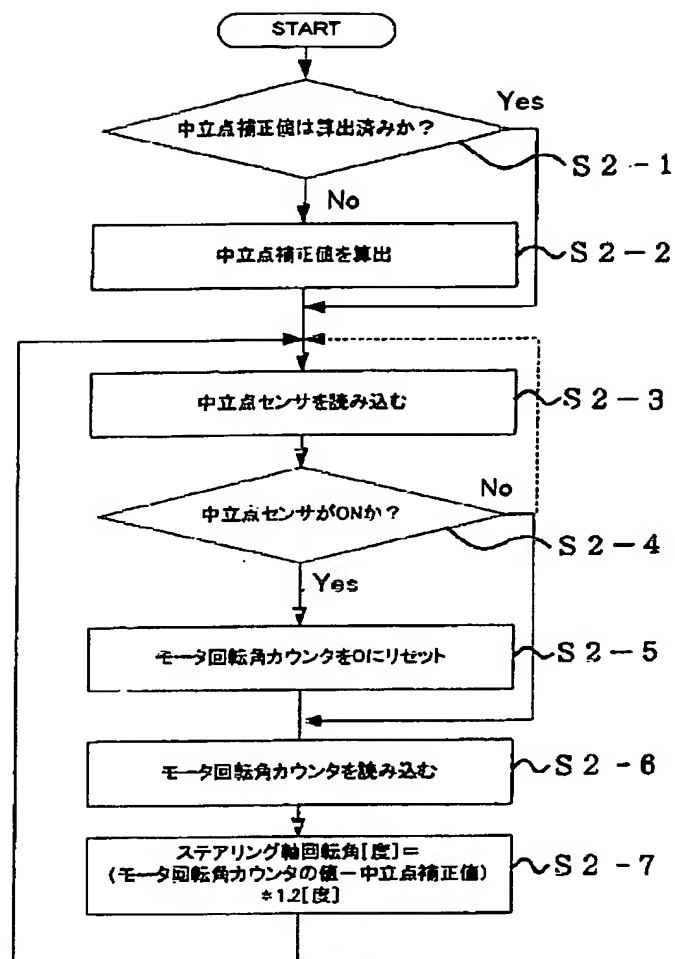 START
Yes
中立点補正値は算出済みか？
S2-1
No
中立点補正値を算出
S2-2
中立点センサを読み込む
S2-3
No
中立点センサがONか？
S2-4
Yes
モータ回転角カウンタを0にリセット
S2-5
モータ回転角カウンタを読み込む
S2-6
ステアリング軸回転角[度]＝
(モータ回転角カウンタの値－中立点補正値)
*1.2[度]
S2-7